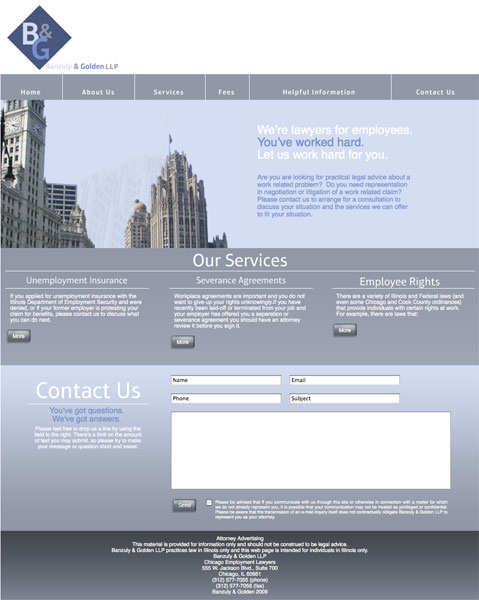 B&
G
Banzuly & Golden LLP
Home
About Us
Services
Fees
Helpful Information
Contact Us
We're lawyers for employees.
You've worked hard.
Let us work hard for you.
Are you are looking for practical legal advice about a
work related problem? Do you need representation
in negotiation or litigation of a work related claim?
Please contact us to arrange for a consultation to
discuss your situation and the services we can offer
to fit your situation.
Our Services
Unemployment Insurance
If you applied for unemployment insurance with the
Illinois Department of Employment Security and were
denied, or if your former employer is protesting your
claim for benefits, please contact us to discuss what
you can do next.
More
Severance Agreements
Workplace agreements are important and you do not
want to give up your rights unknowingly.If you have
recently been laid-off or terminated from your job and
your employer has offered you a separation or
severance agreement you should have an attorney
review it before you sign it.
More
Employee Rights
There are a variety of Illinois and Federal laws (and
even some Chicago and Cook County ordinances)
that provide individuals with certain rights at work.
For example, there are laws that:
More
Contact Us
You've got questions.
We've got answers.
Please feel free to drop us a line by using the
field to the right. There's a limit on the amount
of text you may submit, so please try to make
your message or question short and sweet.
Name
Email
Phone
Subject
Send
Please be advised that if you communicate with us through this site or otherwise in connection with a matter for which
we do not already represent you, it is possible that your communication may not be treated as privileged or confidential.
Please be aware that the transmission of an e-mail inquiry itself does not contractually obligate Banzuly & Golden LLP to
represent you as your attorney.
Attorney Advertising
This material is provided for information only and should not be construed to be legal advice.
Banzuly & Golden LLP practices law in Illinois only and this web page is intended for individuals in Illinois only.
Banzuly & Golden LLP
Chicago Employment Lawyers
555 W. Jackson Blvd., Suite 700
Chicago, IL 60661
(312) 577-7055 (phone)
(312) 577-7056 (fax)
Banzuly & Golden 2009